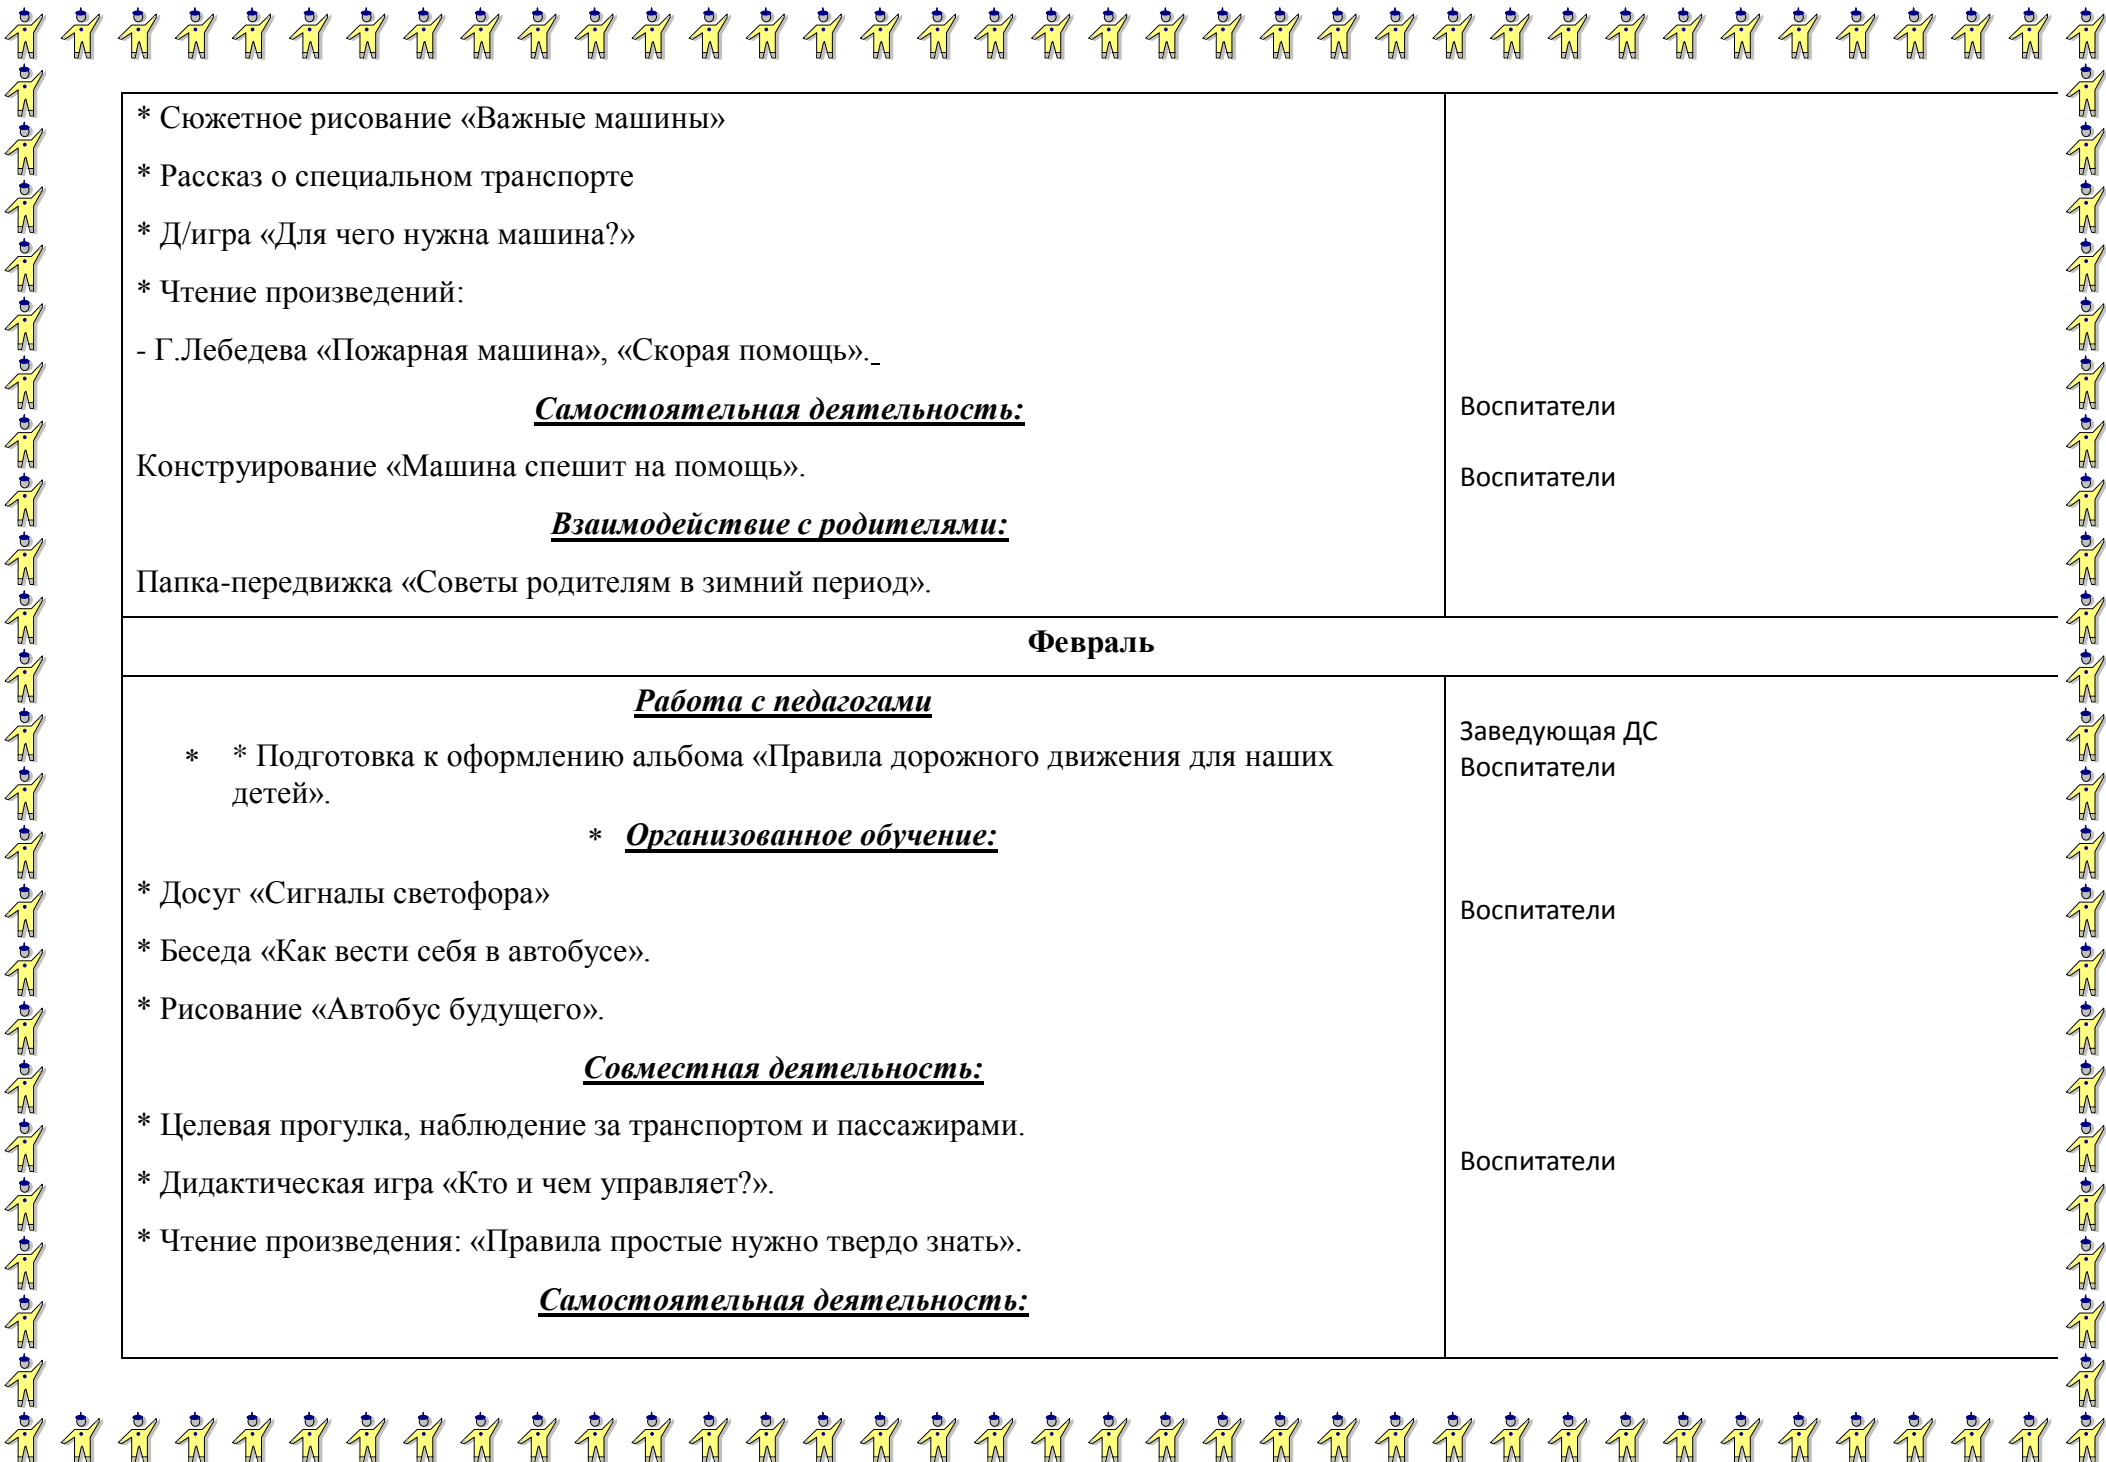 * Сюжетное рисование «Важные машины»
* Рассказ о специальном транспорте
* Д/игра «Для чего нужна машина?»
* Чтение произведений:
- Г.Лебедева «Пожарная машина», «Скорая помощь».
Самостоятельная деятельность:
Воспитатели
Конструирование «Машина спешит на помощь».
Воспитатели
Взаимодействие с родителями:
Папка-передвижка «Советы родителям в зимний период».
Февраль
Работа с педагогами
Заведующая ДС
* * Подготовка к оформлению альбома «Правила дорожного движения для наших
Воспитатели
детей».
* Организованное обучение:
* Досуг «Сигналы светофора»
Воспитатели
* Беседа «Как вести себя в автобусе».
* Рисование «Автобус будущего».
Совместная деятельность:
* Целевая прогулка, наблюдение за транспортом и пассажирами.
Воспитатели
* Дидактическая игра «Кто и чем управляет?».
* Чтение произведения: «Правила простые нужно твердо знать».
Самостоятельная деятельность: